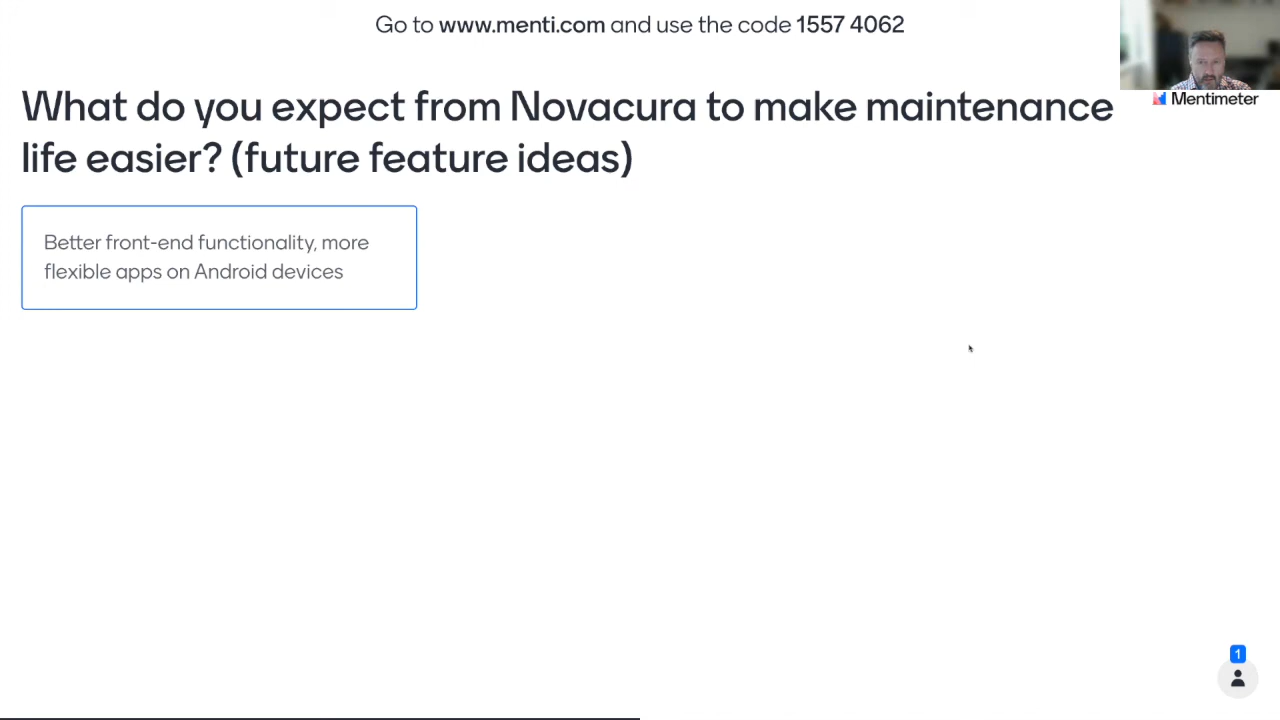 Go to www.menti.com and use the code 1557 4062
Mentimeter
What do you expect from Novacura to make maintenance
life easier? (future feature ideas)
Better front-end functionality, more
flexible apps on Android devices
1